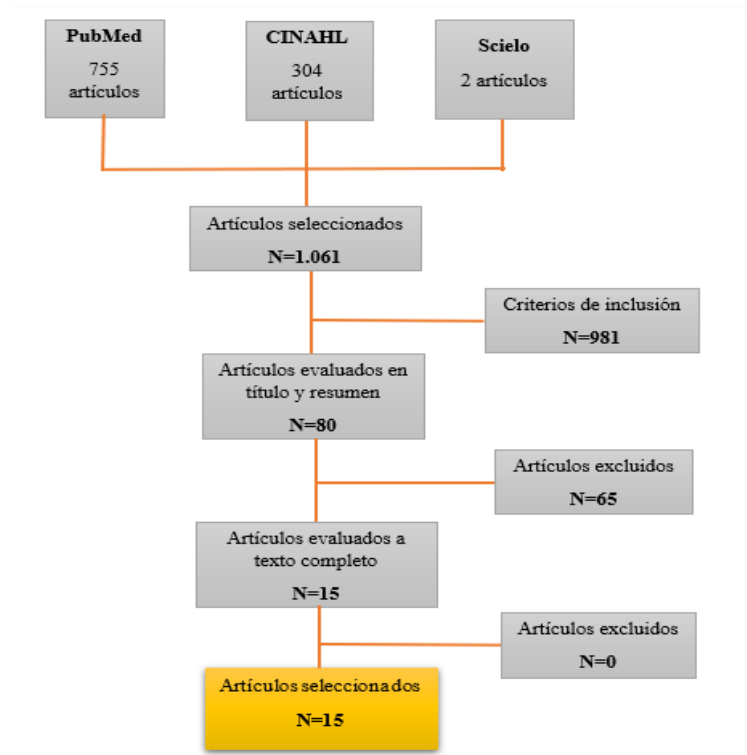 PubMed
755
artículos
CINAHL
304
artículos
Scielo
2 artículos
Artículos seleccionados
N=1.061
Criterios de inclusión
N=981
Artículos evaluados en
título y resumen
N=80
Artículos excluidos
N=65
Artículos evaluados a
texto completo
N=15
Artículos excluidos
N=0
Artículos seleccionados
N=15